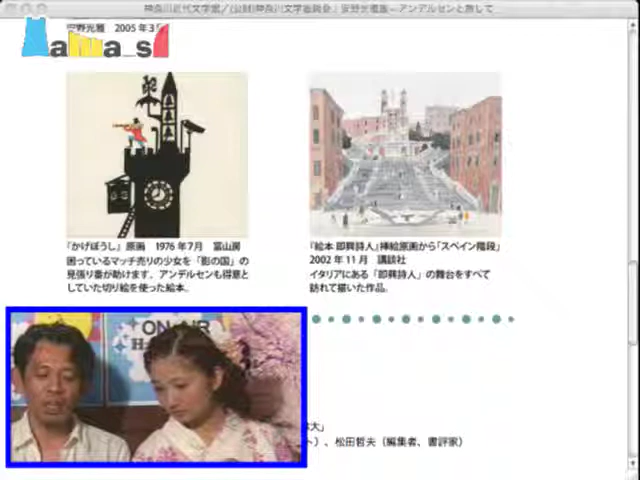 神奈川近代文学館／(公財)神奈川文学振興会｜安野光雅展－アンデルセンと旅して
安野光雅　2005年3月
Hama_s
『かげぼうし』原画　1976年7月　冨山房
困っているマッチ売りの少女を「影の国」の
見張り番が助けます。アンデルセンも得意と
していた切り絵を使った絵本。
『絵本 即興詩人』挿絵原画から「スペイン階段」
2002年11月　講談社
イタリアにある「即興詩人」の舞台をすべて
訪れて描いた作品。
ON-AIR
大」
ト）、松田哲夫（編集者、書評家）